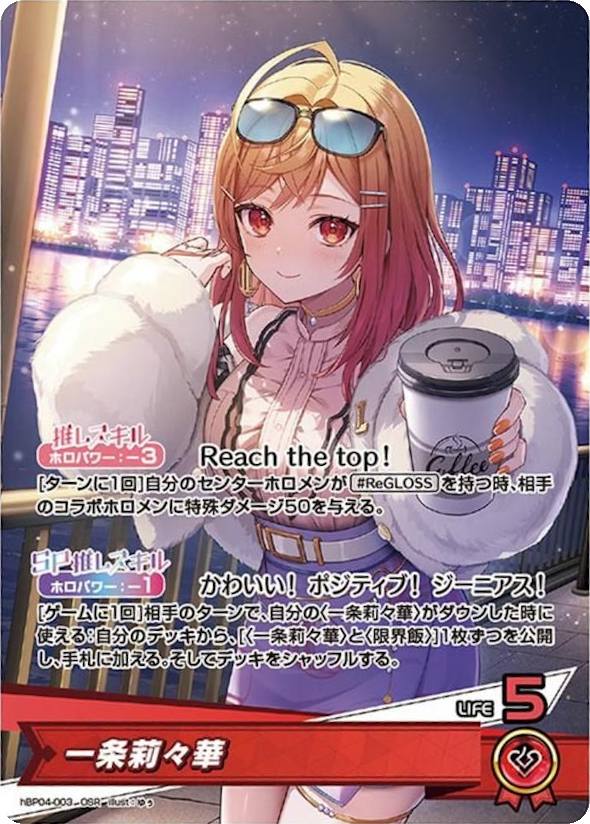 推しスキル
ホロパワー：－3
Reach the top！
[ターンに1回]自分のセンターホロメンが #ReGLOSS を持つ時、相手
のコラボホロメンに特殊ダメージ50を与える。
SP推しスキル
ホロパワー：－1
かわいい！ ポジティブ！ ジーニアス！
[ゲームに1回]相手のターンで、自分の〈一条莉々華〉がダウンした時に
使える：自分のデッキから、[〈一条莉々華〉と〈限界飯〉]1枚ずつを公開
し、手札に加える。そしてデッキをシャッフルする。
LIFE 5
一条莉々華
hBP04-003 OSR illust：ゆぅ
Coffee
L